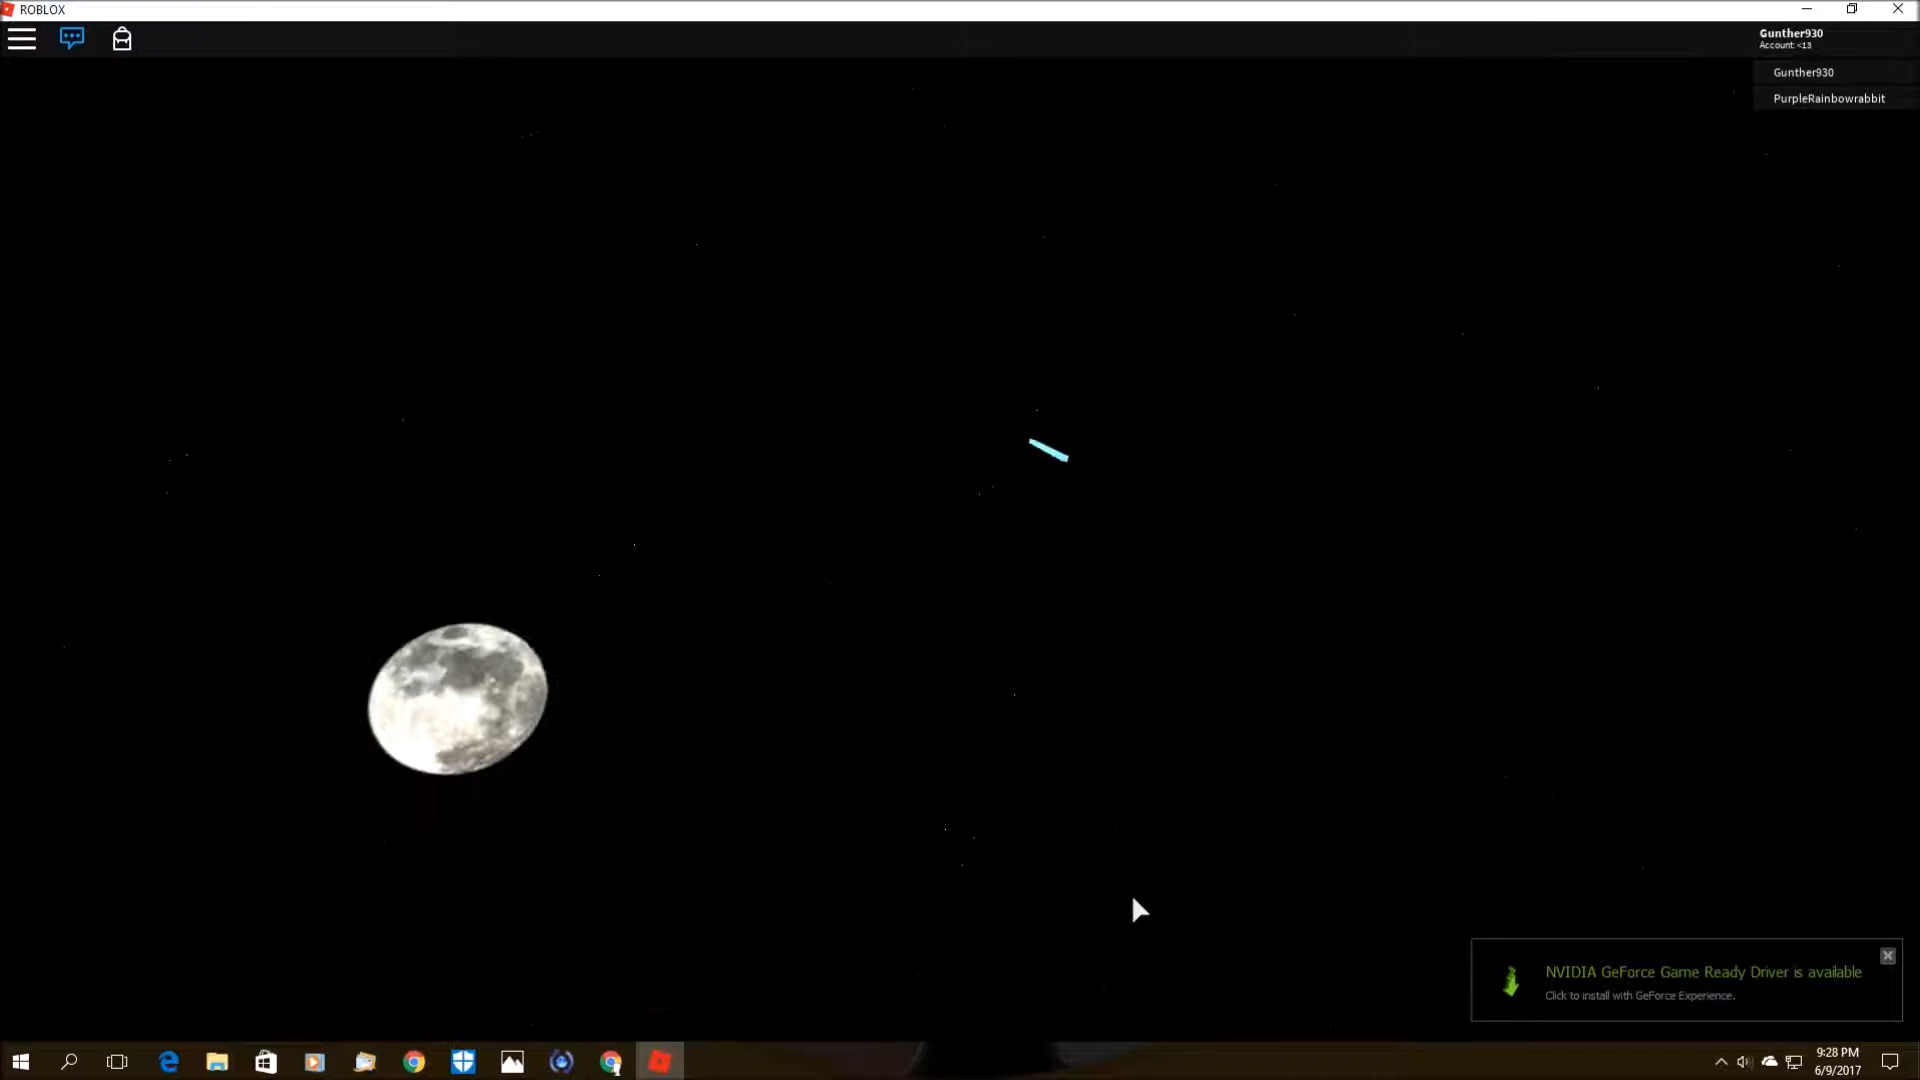 ROBLOX
Gunther930
Account: <13
Gunther930
PurpleRainbowrabbit
NVIDIA GeForce Game Ready Driver is available
Click to install with GeForce Experience.
9:28 PM
6/9/2017